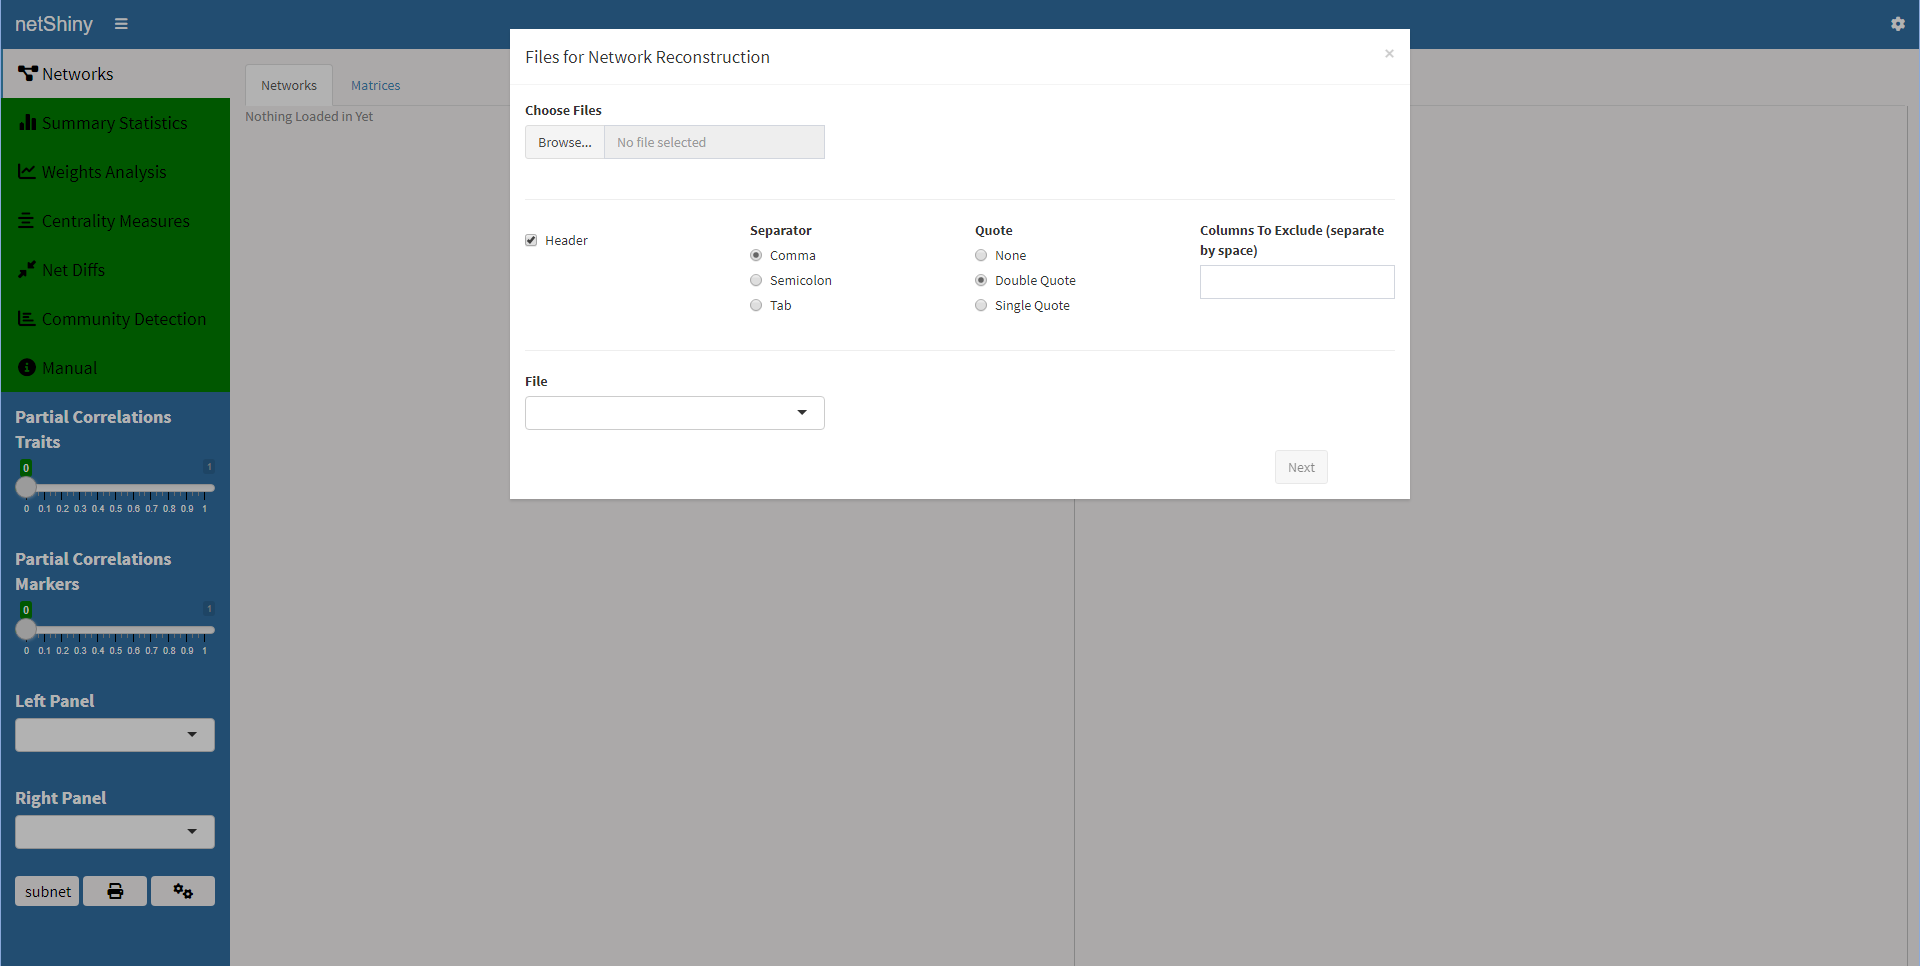 netShiny
Networks
Summary Statistics
Weights Analysis
Centrality Measures
Net Diffs
Community Detection
Manual
Partial Correlations
Traits
0 1
0 0.1 0.2 0.3 0.4 0.5 0.6 0.7 0.8 0.9 1
Partial Correlations
Markers
0 1
0 0.1 0.2 0.3 0.4 0.5 0.6 0.7 0.8 0.9 1
Left Panel
Right Panel
subnet
Networks Matrices
Nothing Loaded in Yet
Files for Network Reconstruction ×
Choose Files
Browse... No file selected
Header
Separator
Comma
Semicolon
Tab
Quote
None
Double Quote
Single Quote
Columns To Exclude (separate
by space)
File
Next